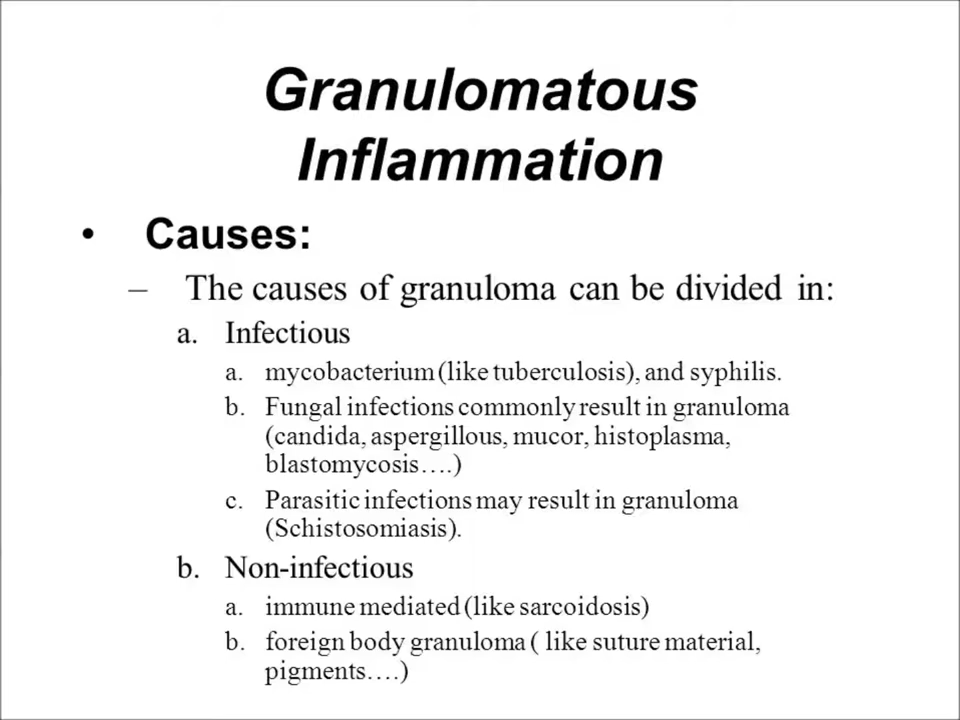 Granulomatous
Inflammation
• Causes:
– The causes of granuloma can be divided in:
a. Infectious
a. mycobacterium (like tuberculosis), and syphilis.
b. Fungal infections commonly result in granuloma
(candida, aspergillous, mucor, histoplasma,
blastomycosis….)
c. Parasitic infections may result in granuloma
(Schistosomiasis).
b. Non-infectious
a. immune mediated (like sarcoidosis)
b. foreign body granuloma ( like suture material,
pigments….)